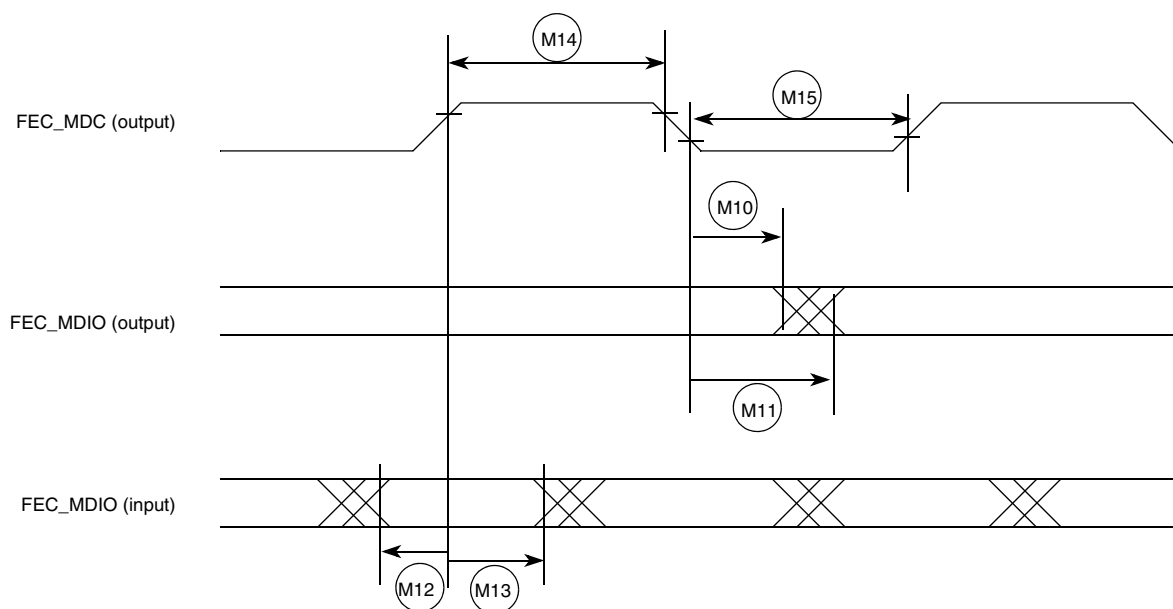 M14
M15
FEC_MDC (output)
M10
FEC_MDIO (output)
M11
FEC_MDIO (input)
M12
M13